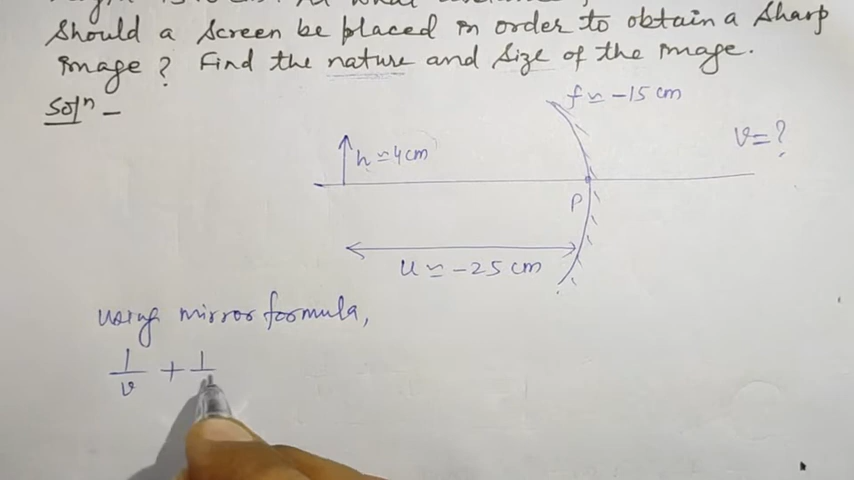 should a screen be placed in order to obtain a sharp
image? Find the nature and size of the image.
Solⁿ -
f = -15 cm
h = 4cm
v = ?
P
u = -25 cm
using mirror formula,
1/v + 1